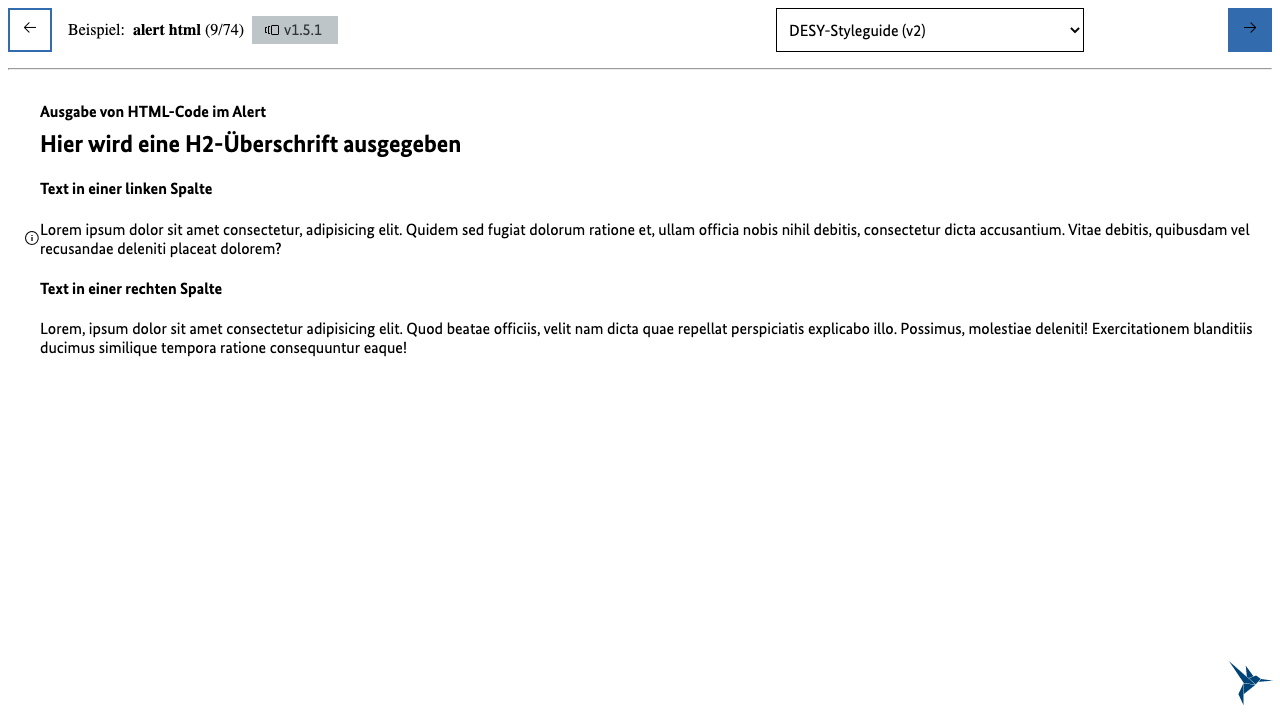 Beispiel: alert html (9/74) v1.5.1 DESY-Styleguide (v2)
Ausgabe von HTML-Code im Alert
Hier wird eine H2-Überschrift ausgegeben
Text in einer linken Spalte
Lorem ipsum dolor sit amet consectetur, adipisicing elit. Quidem sed fugiat dolorum ratione et, ullam officia nobis nihil debitis, consectetur dicta accusantium. Vitae debitis, quibusdam vel
recusandae deleniti placeat dolorem?
Text in einer rechten Spalte
Lorem, ipsum dolor sit amet consectetur adipisicing elit. Quod beatae officiis, velit nam dicta quae repellat perspiciatis explicabo illo. Possimus, molestiae deleniti! Exercitationem blanditiis
ducimus similique tempora ratione consequuntur eaque!